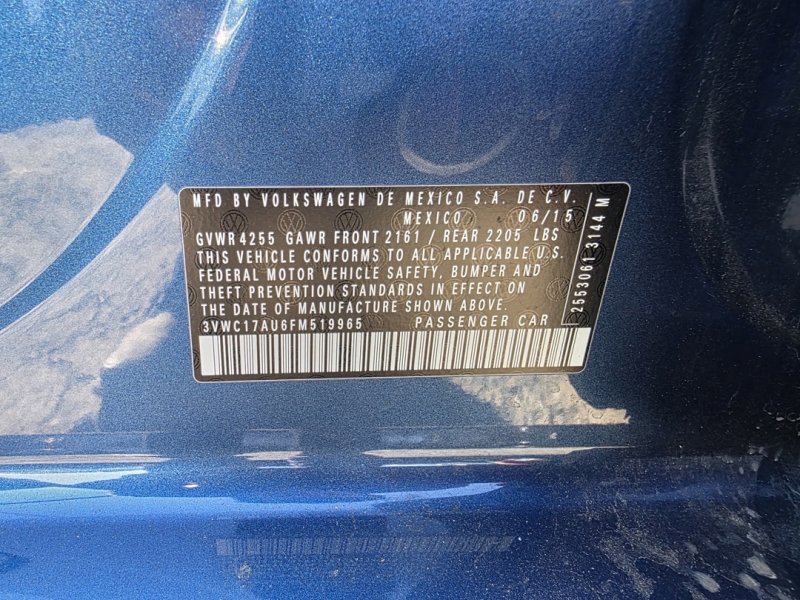 MFD BY VOLKSWAGEN DE MEXICO S.A. DE C.V.
MEXICO 06/15
GVWR 4255 GAWR FRONT 2161 / REAR 2205 LBS
THIS VEHICLE CONFORMS TO ALL APPLICABLE U.S.
FEDERAL MOTOR VEHICLE SAFETY, BUMPER AND
THEFT PREVENTION STANDARDS IN EFFECT ON
THE DATE OF MANUFACTURE SHOWN ABOVE
3VWC17AU6FM519965 PASSENGER CAR
2553061 3144 M